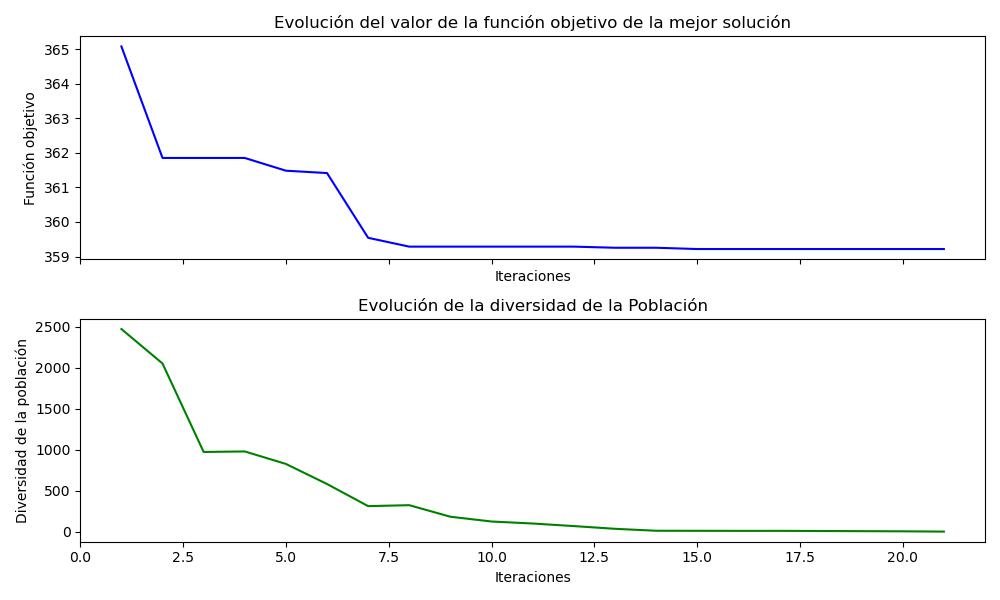 Evolución del valor de la función objetivo de la mejor solución
Función objetivo
365
364
363
362
361
360
359
Iteraciones
Evolución de la diversidad de la Población
Diversidad de la población
2500
2000
1500
1000
500
0
0.0 2.5 5.0 7.5 10.0 12.5 15.0 17.5 20.0
Iteraciones